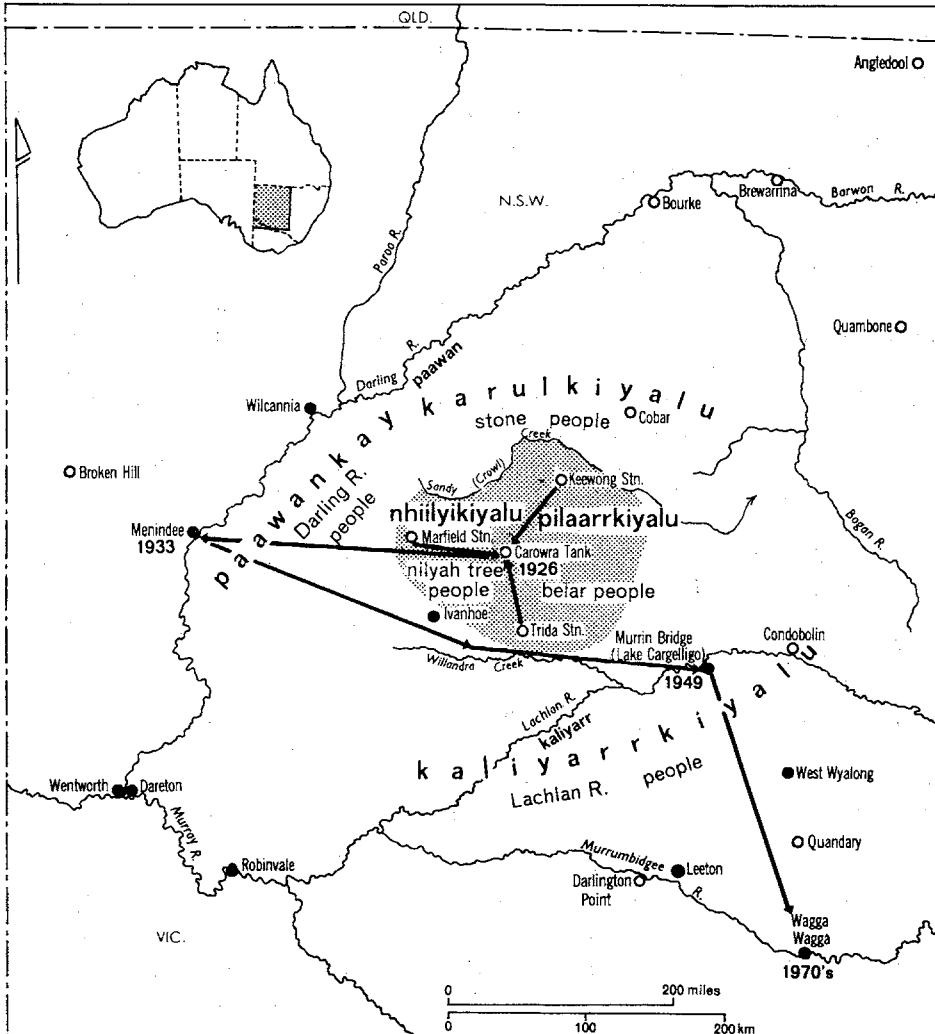 QLD.
Angledool
N.S.W.
Bourke
Brewarrina
Barwon R.
Paroo R.
Quambone
Darling R.
paawan
Wilcannia
paawankay karulkiyalu
stone people
Cobar
Creek
Broken Hill
Darling R.
people
Sandy (Crowl)
Keewong Stn.
nhiilyikiyalu
pilaarrkiyalu
Bogan R.
Menindee
1933
Marfield Stn.
Carowra Tank
1926
nilyah tree
people
belar people
Ivanhoe
Trida Stn.
Murrin Bridge
(Lake Cargelligo)
Condobolin
Willandra Creek
1949
Lachlan R.
kaliyarr
kaliyarrkiyalu
Lachlan R. people
Wentworth
Dareton
West Wyalong
Murray R.
Quandary
Robinvale
Murrumbidgee R.
Leeton
Darlington
Point
Wagga
Wagga
1970's
VIC.
0 200 miles
0 100 200 km